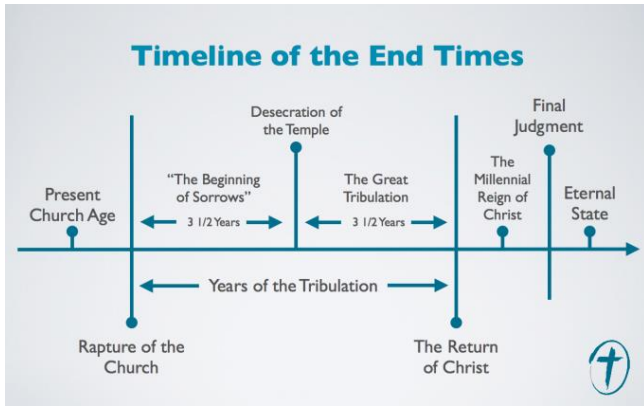 Timeline of the End Times
Desecration of
the Temple
Final
Judgment
"The Beginning
of Sorrows"
3 1/2 Years
The Great
Tribulation
3 1/2 Years
The
Millennial
Reign of
Christ
Present
Church Age
Eternal
State
Years of the Tribulation
Rapture of the
Church
The Return
of Christ